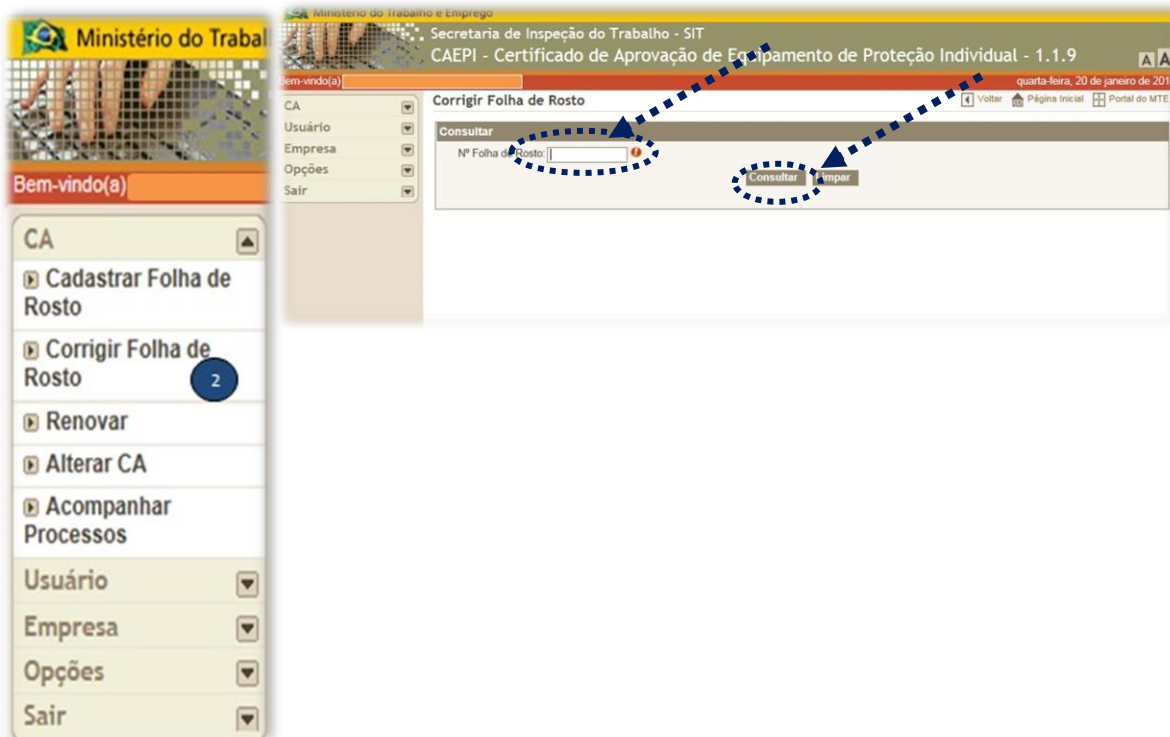 Ministério do Trabal
Bem-vindo(a)
CA
Cadastrar Folha de
Rosto
Corrigir Folha de
Rosto
2
Renovar
Alterar CA
Acompanhar
Processos
Usuário
Empresa
Opções
Sair
Ministério do Trabalho e Emprego
Secretaria de Inspeção do Trabalho - SIT
CAEPI - Certificado de Aprovação de Equipamento de Proteção Individual - 1.1.9
A A
Bem-vindo(a)
quarta-feira, 20 de janeiro de 201
CA
Usuário
Empresa
Opções
Sair
Corrigir Folha de Rosto
Voltar Página Inicial Portal do MTE
Consultar
Nº Folha de Rosto:
Consultar Limpar